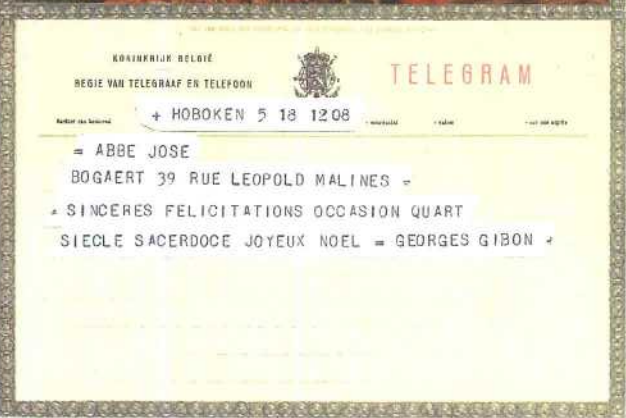 KONINKRIJK BELGIË
REGIE VAN TELEGRAAF EN TELEFOON
TELEGRAM
+ HOBOKEN 5 18 1208
= ABBE JOSE
BOGAERT 39 RUE LEOPOLD MALINES =
= SINCERES FELICITATIONS OCCASION QUART
SIECLE SACERDOCE JOYEUX NOEL = GEORGES GIBON +